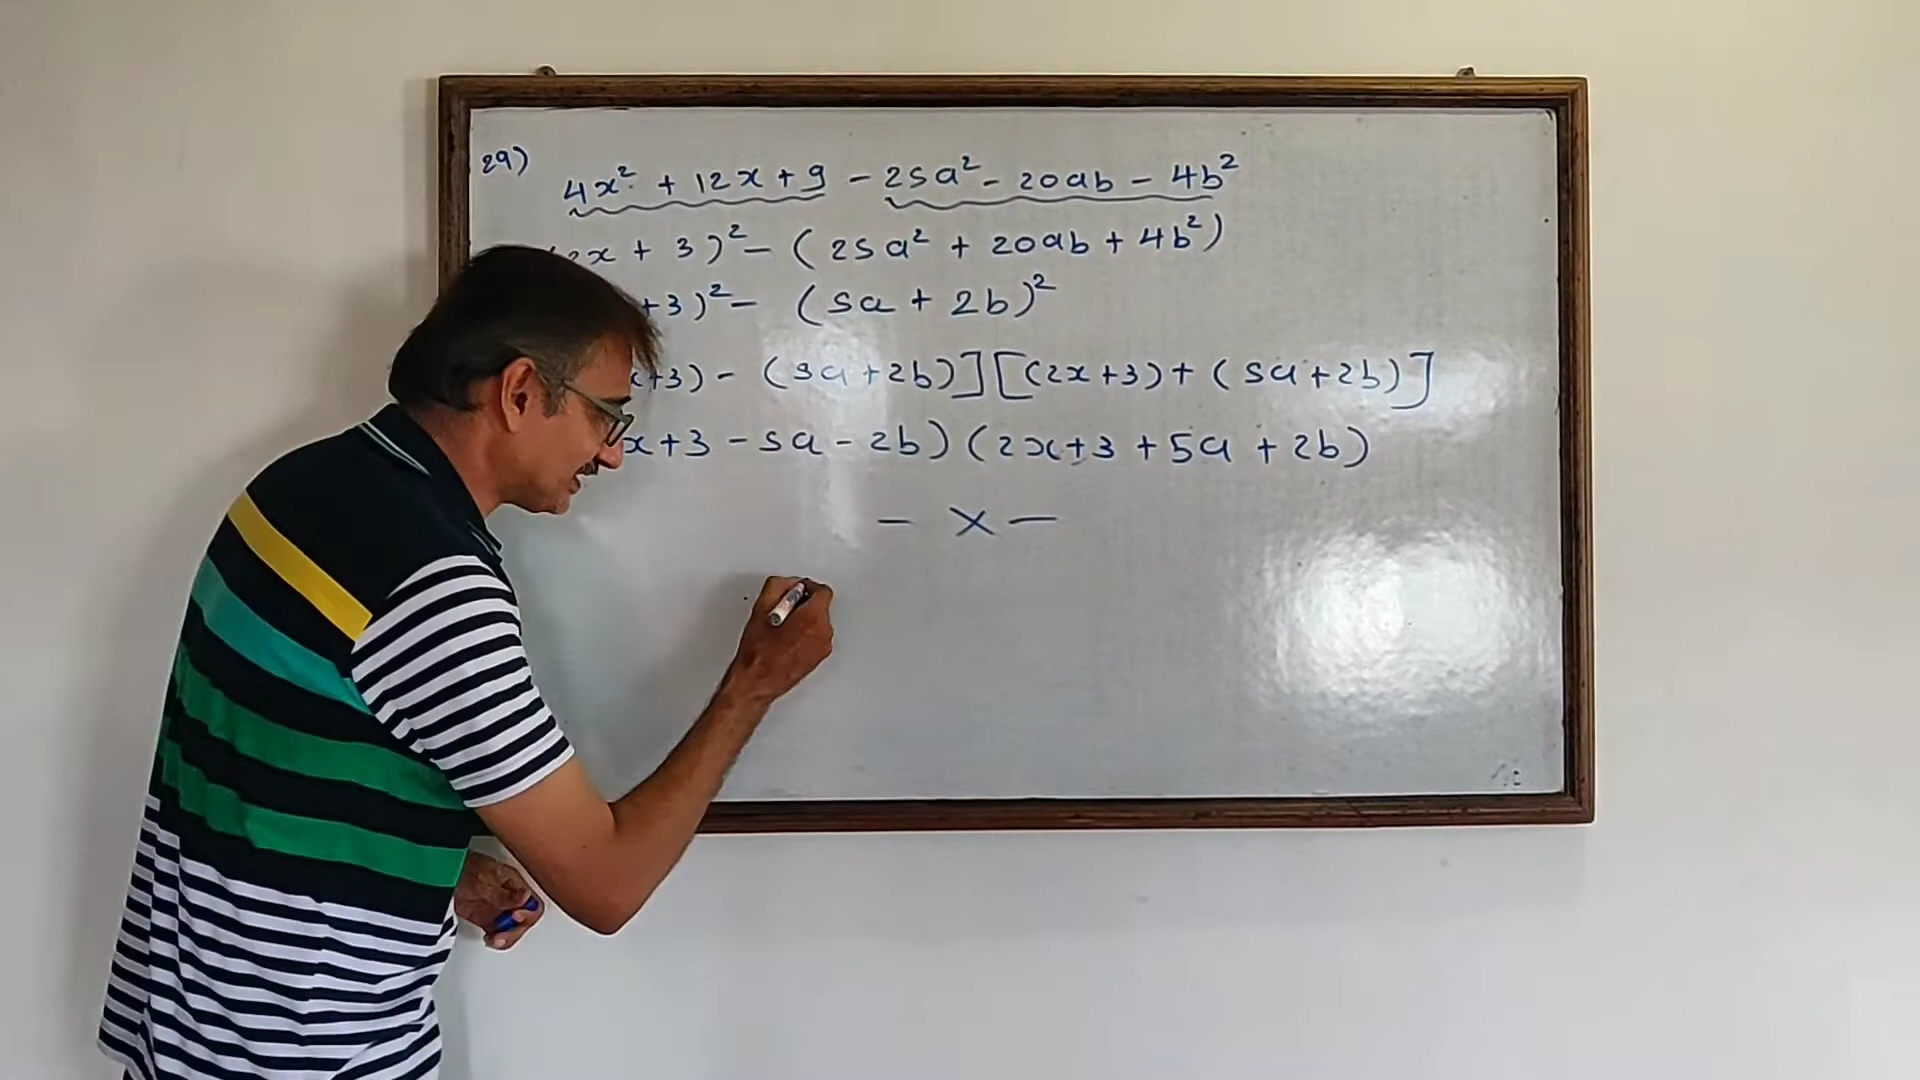 29)
4x² + 12x + 9 - 25a² - 20ab - 4b²
2x + 3)² - (25a² + 20ab + 4b²)
+3)² - (5a + 2b)²
x+3) - (5a+2b)][(2x+3)+(5a+2b)]
x+3 - 5a - 2b)(2x+3+5a+2b)
- x -